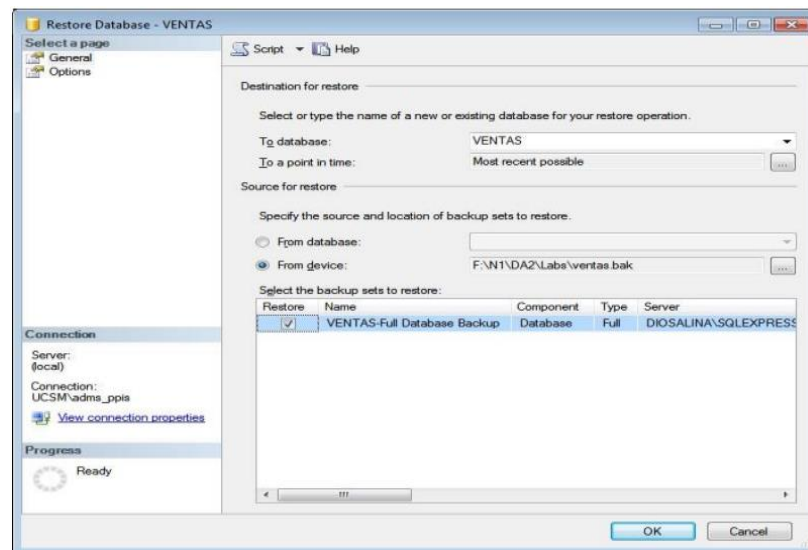 Restore Database - VENTAS
Select a page
General
Options
Script
Help
Destination for restore
Select or type the name of a new or existing database for your restore operation.
To database:
VENTAS
To a point in time:
Most recent possible
...
Source for restore
Specify the source and location of backup sets to restore.
From database:
From device:
F:\N1\DA2\Labs\ventas.bak
...
Select the backup sets to restore:
Restore Name Component Type Server
VENTAS-Full Database Backup Database Full DIOSALINA\SQLEXPRESS
Connection
Server:
(local)
Connection:
UCSM\adms_ppis
View connection properties
Progress
Ready
OK
Cancel